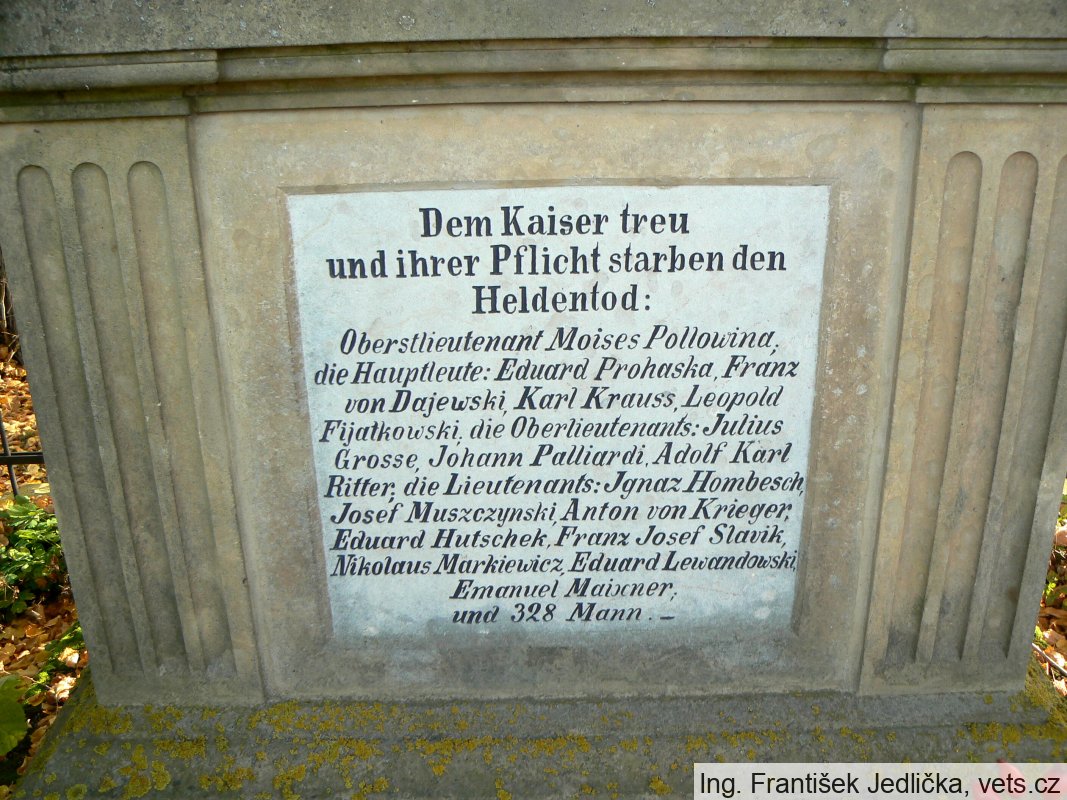 Dem Kaiser treu
und ihrer Pflicht starben den
Heldentod:
Oberstlieutenant Moises Pollowina,
die Hauptleute: Eduard Prohaska, Franz
von Dajewski, Karl Krauss, Leopold
Fijatkowski, die Oberlieutenants: Julius
Grosse, Johann Palliardi, Adolf Karl
Ritter, die Lieutenants: Jgnaz Hombesch,
Josef Muszczynski, Anton von Krieger,
Eduard Hutschek, Franz Josef Slavik,
Nikolaus Markiewicz, Eduard Lewandowski,
Emanuel Maixner,
und 328 Mann. –
Ing. František Jedlička, vets.cz